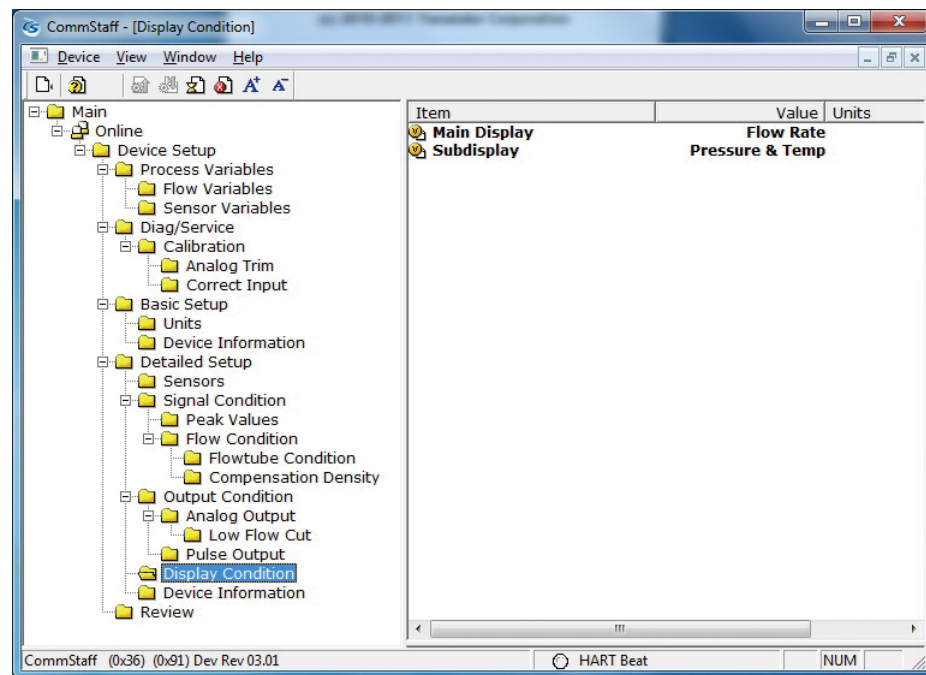 CommStaff - [Display Condition]
Device View Window Help
Main
Online
Device Setup
Process Variables
Flow Variables
Sensor Variables
Diag/Service
Calibration
Analog Trim
Correct Input
Basic Setup
Units
Device Information
Detailed Setup
Sensors
Signal Condition
Peak Values
Flow Condition
Flowtube Condition
Compensation Density
Output Condition
Analog Output
Low Flow Cut
Pulse Output
Display Condition
Device Information
Review
Item Value Units
Main Display Flow Rate
Subdisplay Pressure & Temp
CommStaff (0x36) (0x91) Dev Rev 03.01 HART Beat NUM